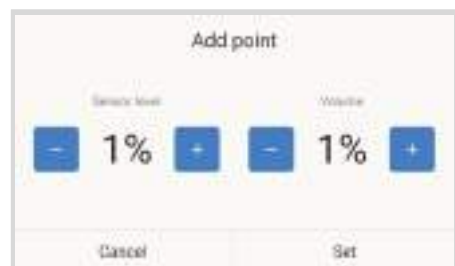 Add point
Sensor level Volume
− 1% + − 1% +
Cancel Set